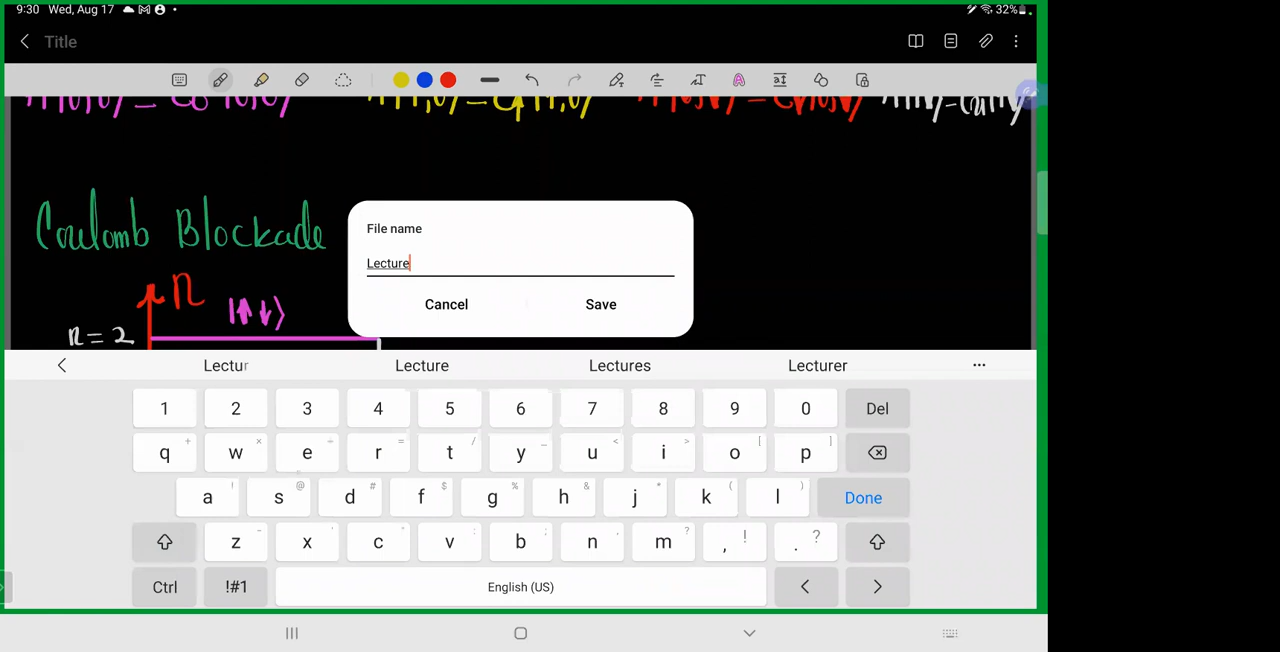 9:30 Wed, Aug 17
32%
Title
Coulomb Blockade
n
|↑↓⟩
n = 2
File name
Lecture
Cancel Save
Lectur Lecture Lectures Lecturer
1 2 3 4 5 6 7 8 9 0 Del
q w e r t y u i o p
a s d f g h j k l Done
z x c v b n m , ! . ?
Ctrl !#1 English (US) < >